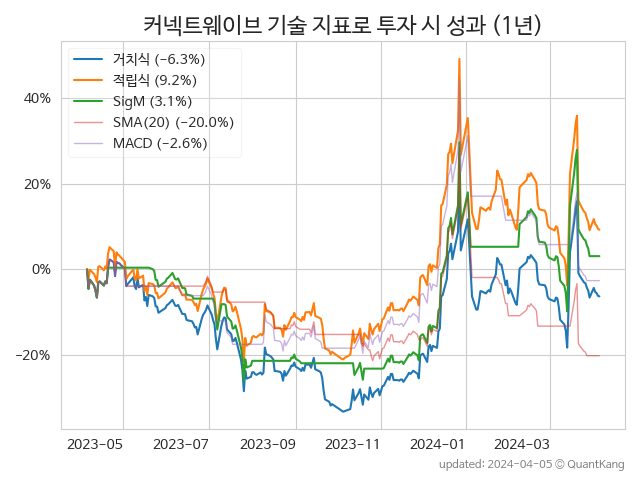 커넥트웨이브 기술 지표로 투자 시 성과 (1년)
거치식 (−6.3%)
적립식 (9.2%)
SigM (3.1%)
SMA(20) (−20.0%)
MACD (−2.6%)
40%
20%
0%
−20%
2023-05 2023-07 2023-09 2023-11 2024-01 2024-03
updated: 2024-04-05 © QuantKang